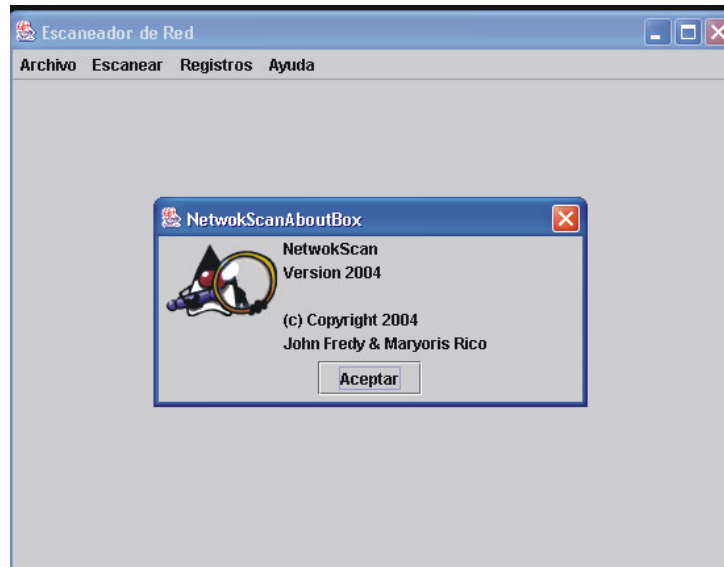 Escaneador de Red
Archivo Escanear Registros Ayuda
NetwokScanAboutBox
NetwokScan
Version 2004
(c) Copyright 2004
John Fredy & Maryoris Rico
Aceptar